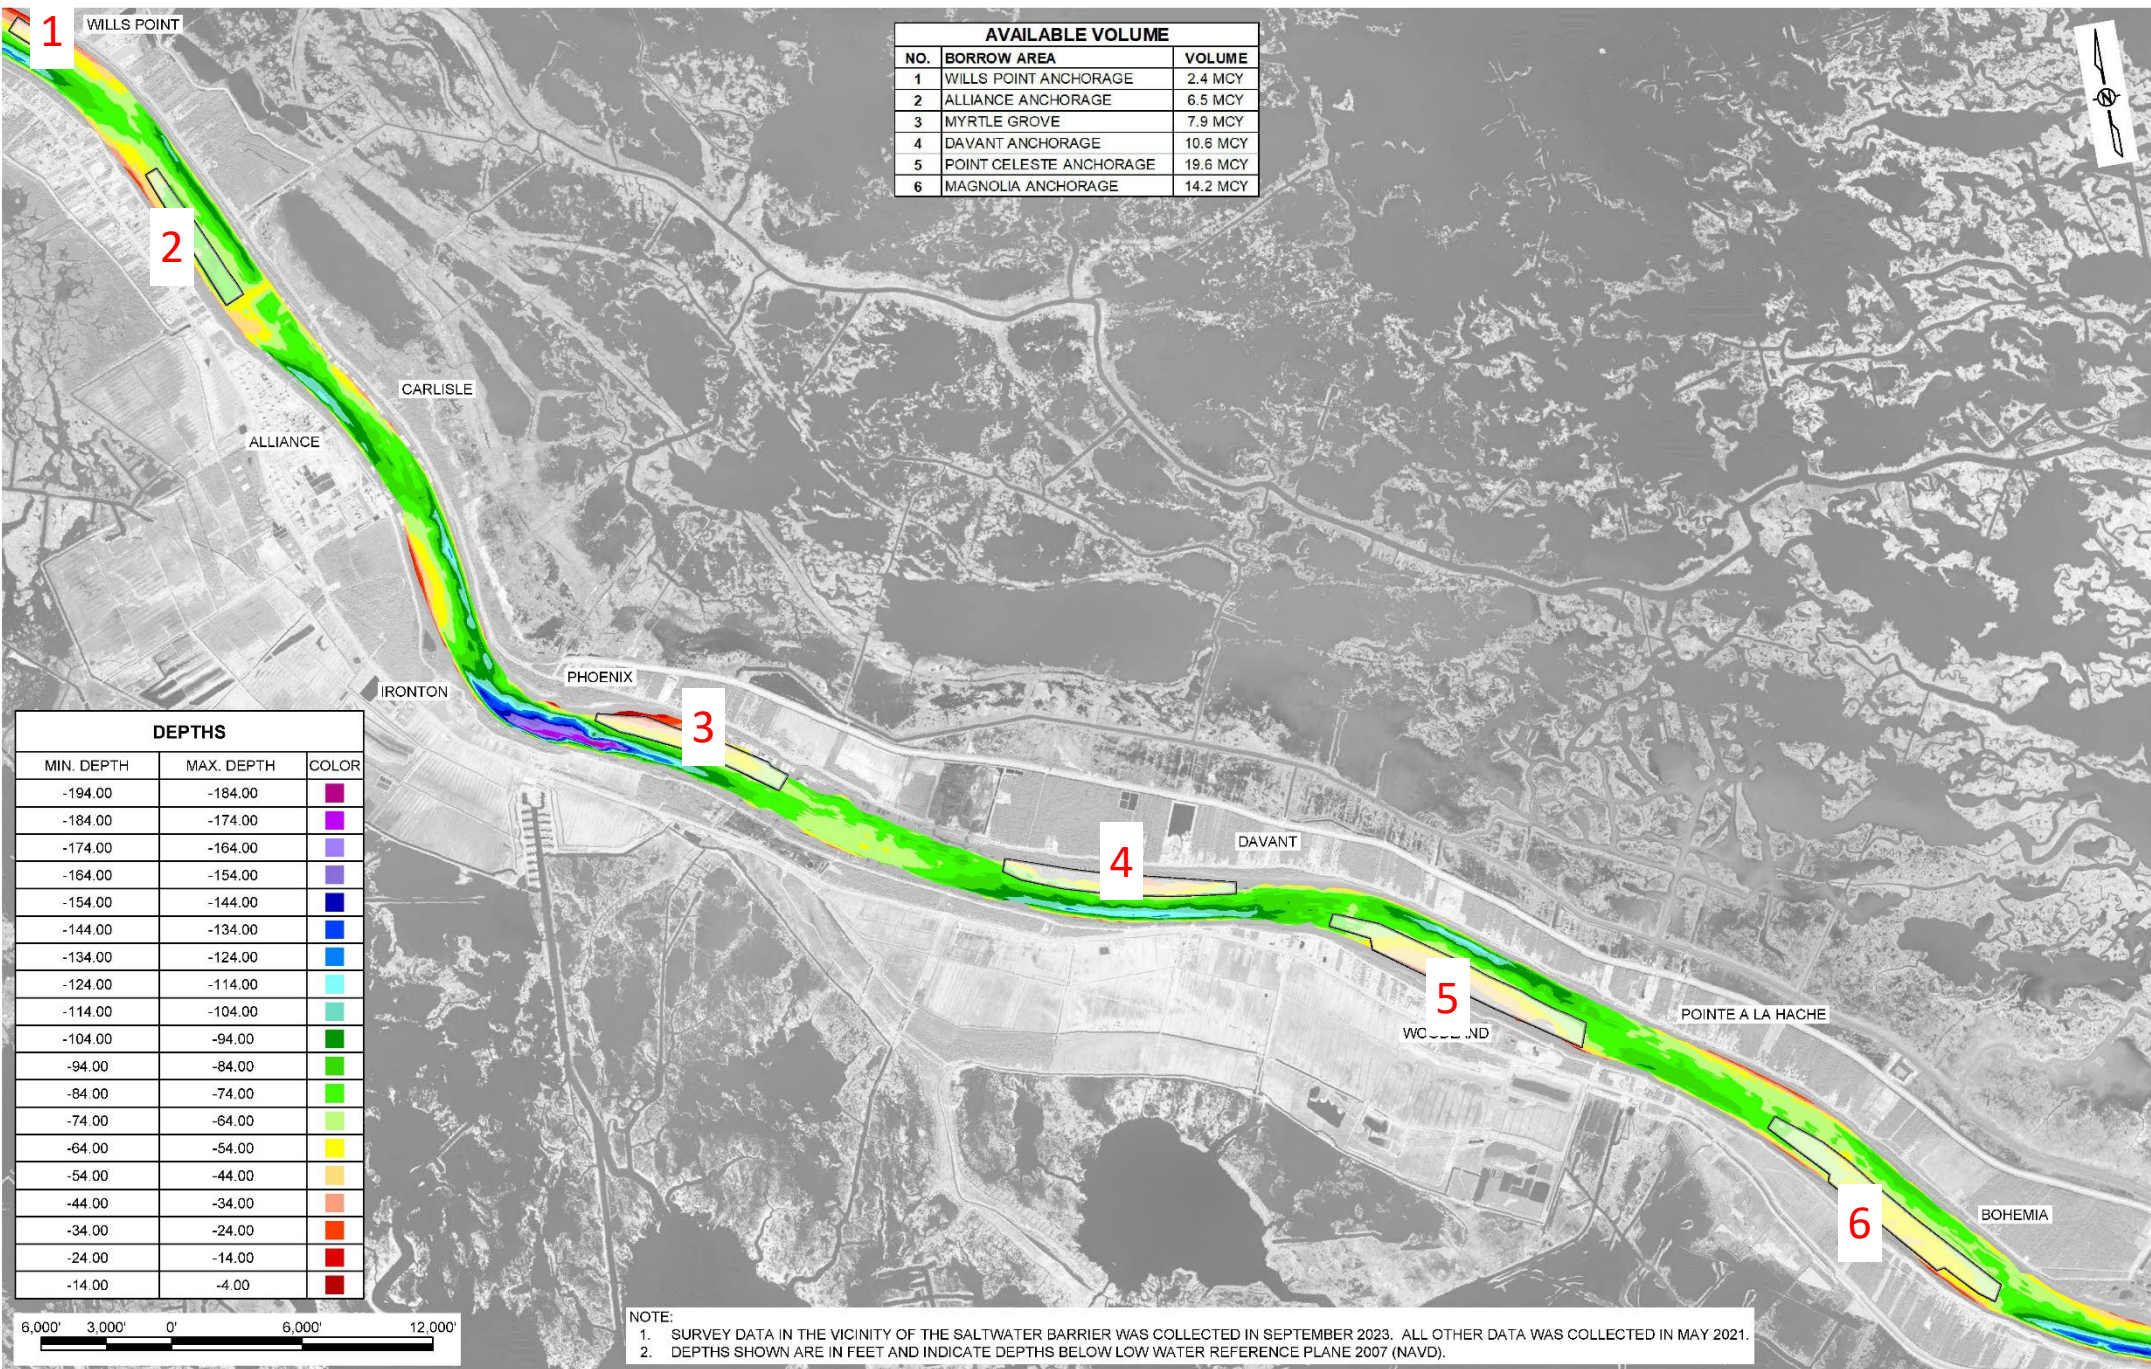 1
WILLS POINT
AVAILABLE VOLUME
NO. BORROW AREA VOLUME
1 WILLS POINT ANCHORAGE 2.4 MCY
2 ALLIANCE ANCHORAGE 6.5 MCY
3 MYRTLE GROVE 7.9 MCY
4 DAVANT ANCHORAGE 10.6 MCY
5 POINT CELESTE ANCHORAGE 19.6 MCY
6 MAGNOLIA ANCHORAGE 14.2 MCY
N
2
CARLISLE
ALLIANCE
PHOENIX
IRONTON
3
DAVANT
4
5
WOODLAND
POINTE A LA HACHE
6
BOHEMIA
DEPTHS
MIN. DEPTH MAX. DEPTH COLOR
-194.00 -184.00
-184.00 -174.00
-174.00 -164.00
-164.00 -154.00
-154.00 -144.00
-144.00 -134.00
-134.00 -124.00
-124.00 -114.00
-114.00 -104.00
-104.00 -94.00
-94.00 -84.00
-84.00 -74.00
-74.00 -64.00
-64.00 -54.00
-54.00 -44.00
-44.00 -34.00
-34.00 -24.00
-24.00 -14.00
-14.00 -4.00
6,000' 3,000' 0' 6,000' 12,000'
NOTE:
1. SURVEY DATA IN THE VICINITY OF THE SALTWATER BARRIER WAS COLLECTED IN SEPTEMBER 2023. ALL OTHER DATA WAS COLLECTED IN MAY 2021.
2. DEPTHS SHOWN ARE IN FEET AND INDICATE DEPTHS BELOW LOW WATER REFERENCE PLANE 2007 (NAVD).